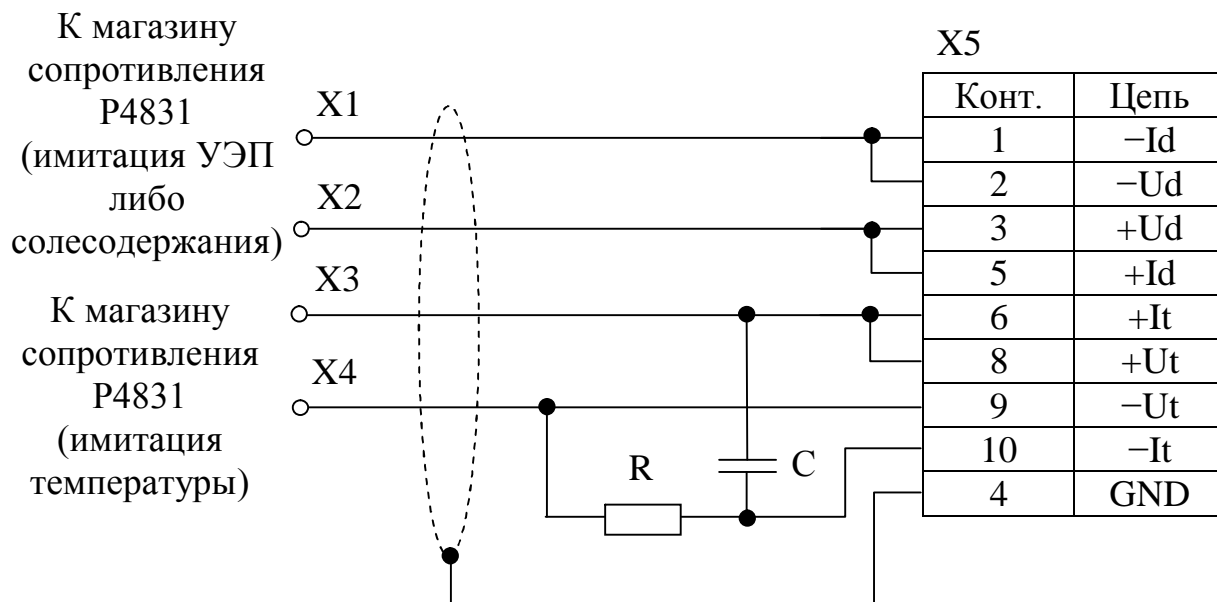 К магазину
сопротивления
Р4831
(имитация УЭП
либо
солесодержания)
X1
X2
X3
К магазину
сопротивления
Р4831
(имитация
температуры)
X4
R
C
X5
Конт. Цепь
1 −Id
2 −Ud
3 +Ud
5 +Id
6 +It
8 +Ut
9 −Ut
10 −It
4 GND